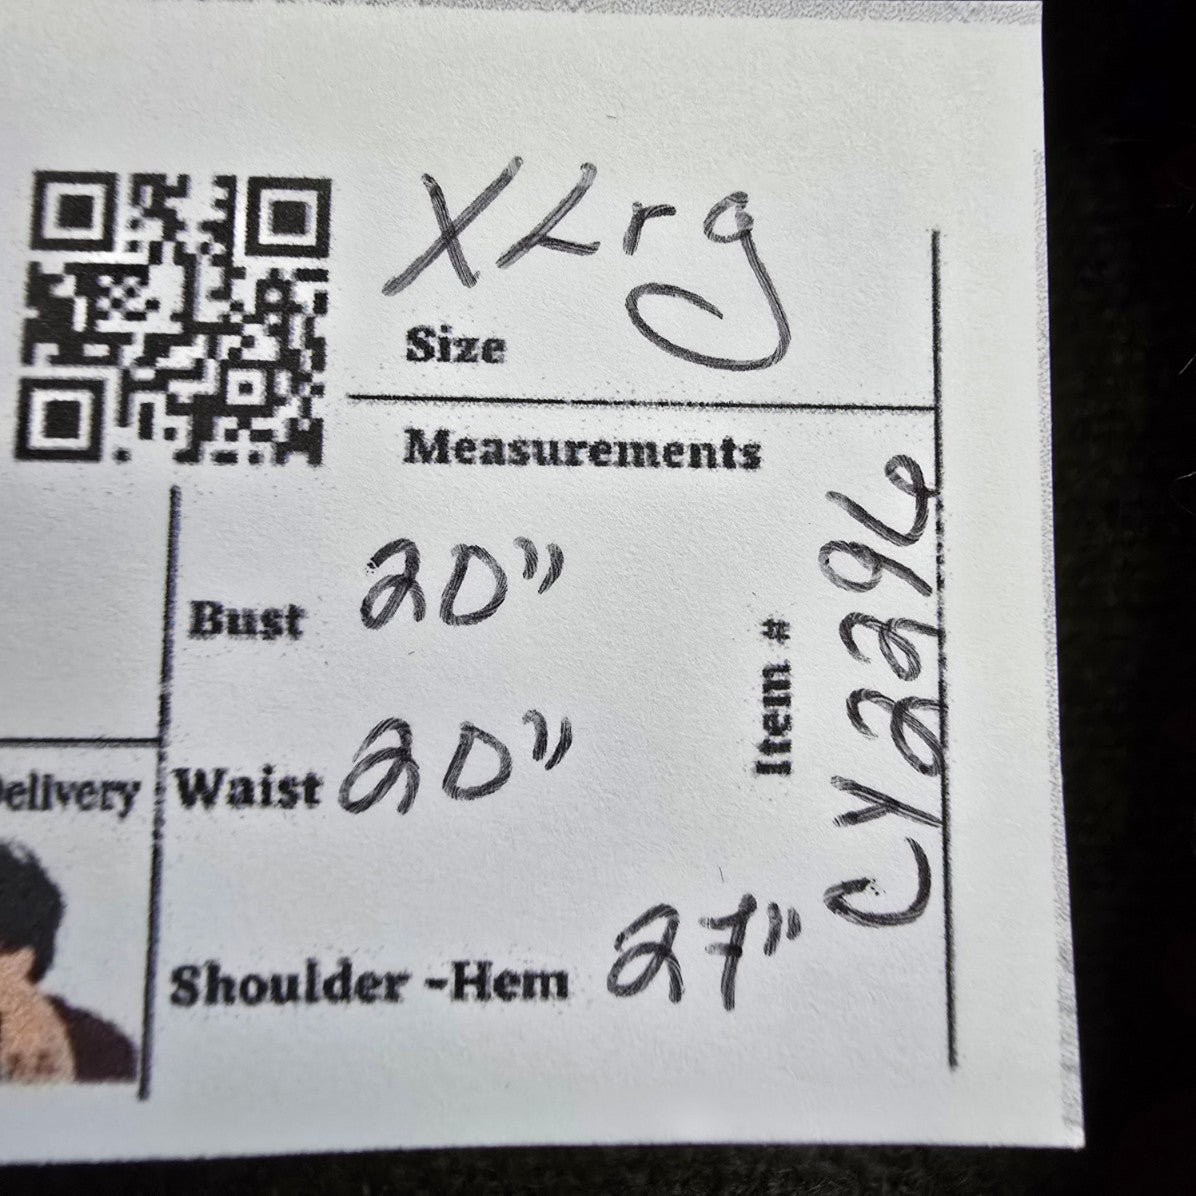 XLrg
Size
Measurements
Bust 20"
Waist 20"
Shoulder -Hem 27"
Item #
CY2296
Delivery